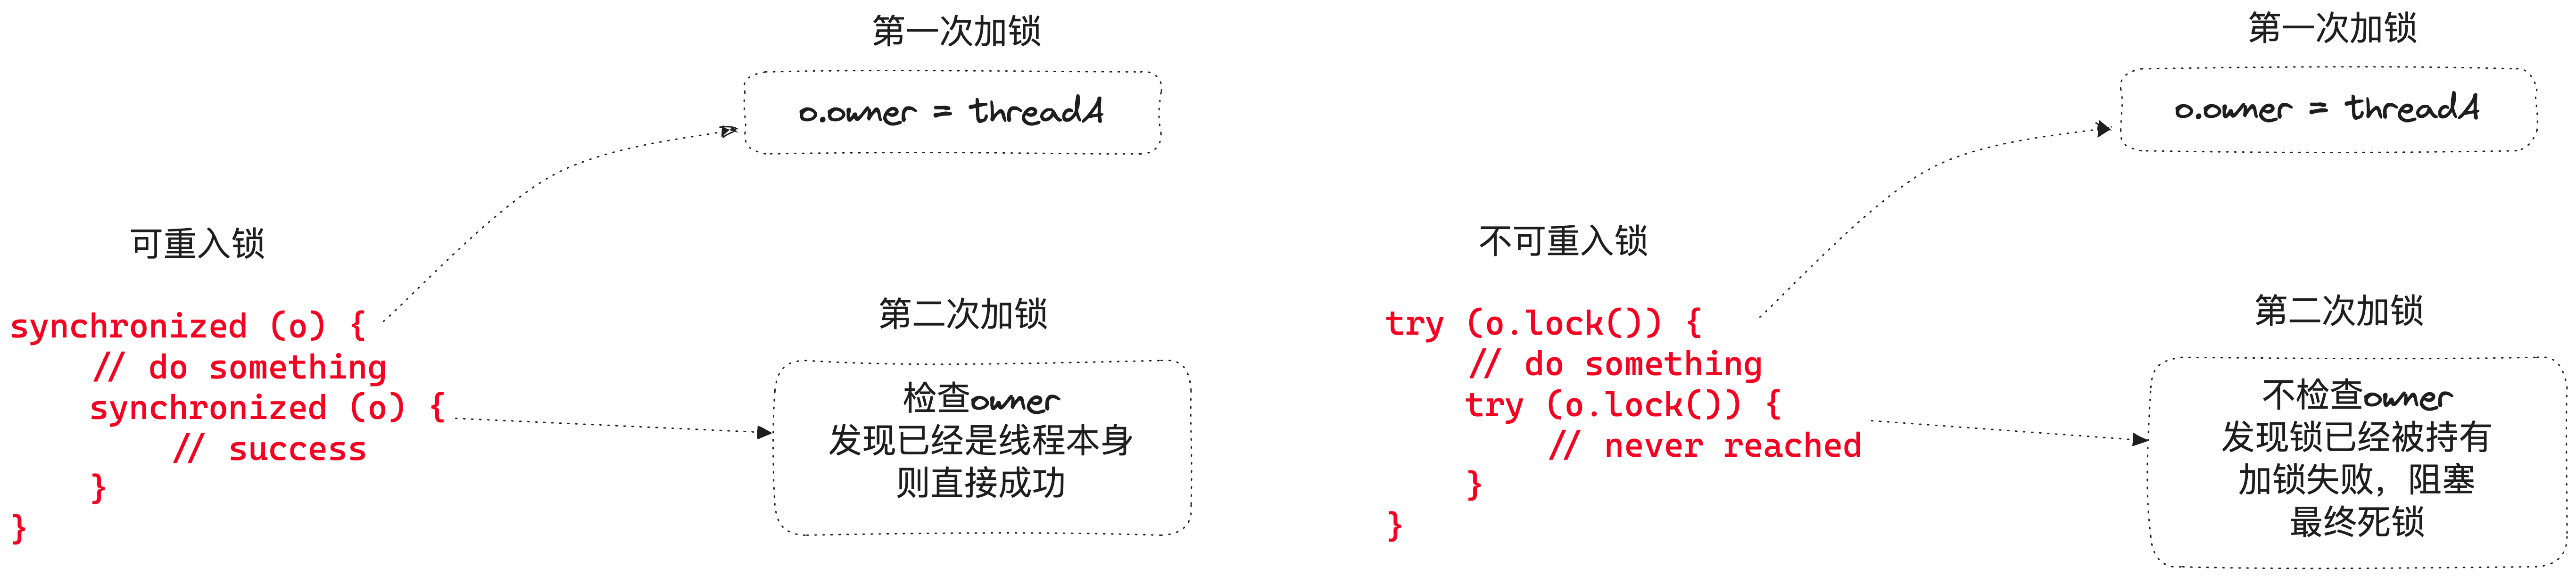 第一次加锁
o.owner = threadA
可重入锁
synchronized (o) {
// do something
synchronized (o) {
// success
}
}
第二次加锁
检查owner
发现已经是线程本身
则直接成功
第一次加锁
o.owner = threadA
不可重入锁
try (o.lock()) {
// do something
try (o.lock()) {
// never reached
}
}
第二次加锁
不检查owner
发现锁已经被持有
加锁失败，阻塞
最终死锁